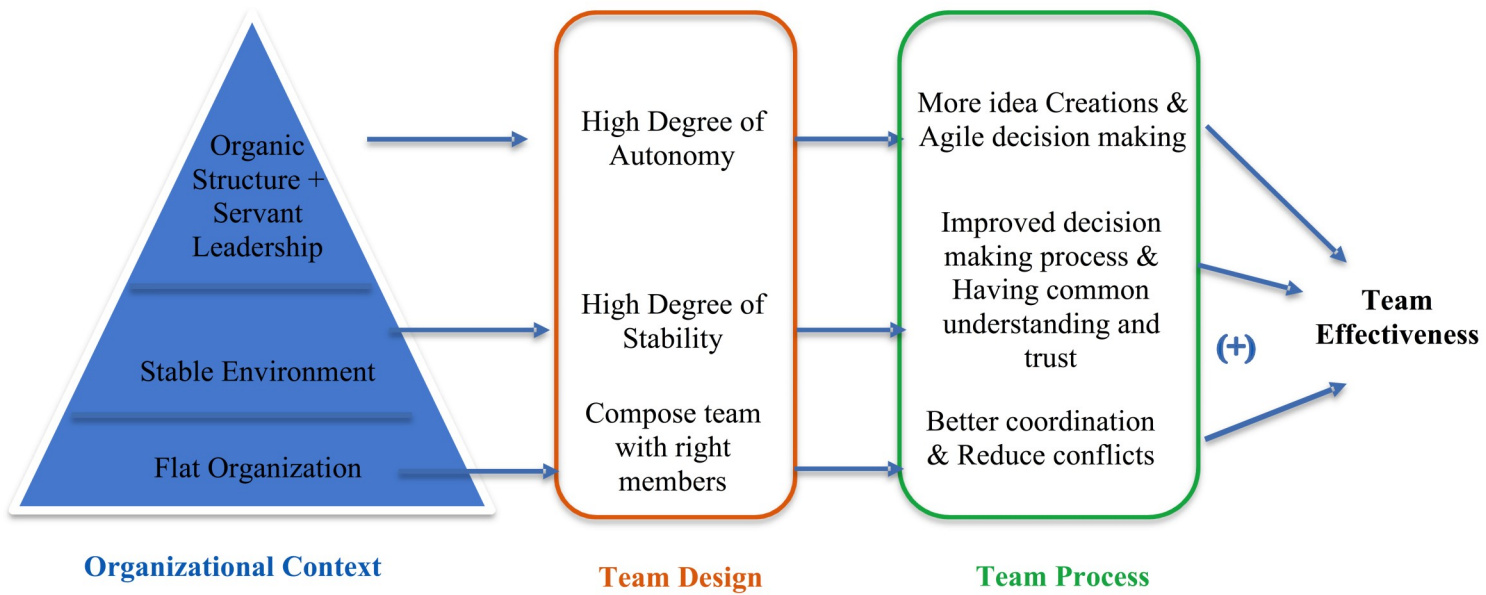 Organic
Structure +
Servant
Leadership
Stable Environment
Flat Organization
Organizational Context
High Degree of
Autonomy
High Degree of
Stability
Compose team
with right
members
Team Design
More idea Creations &
Agile decision making
Improved decision
making process &
Having common
understanding and
trust
Better coordination
& Reduce conflicts
Team Process
(+)
Team
Effectiveness